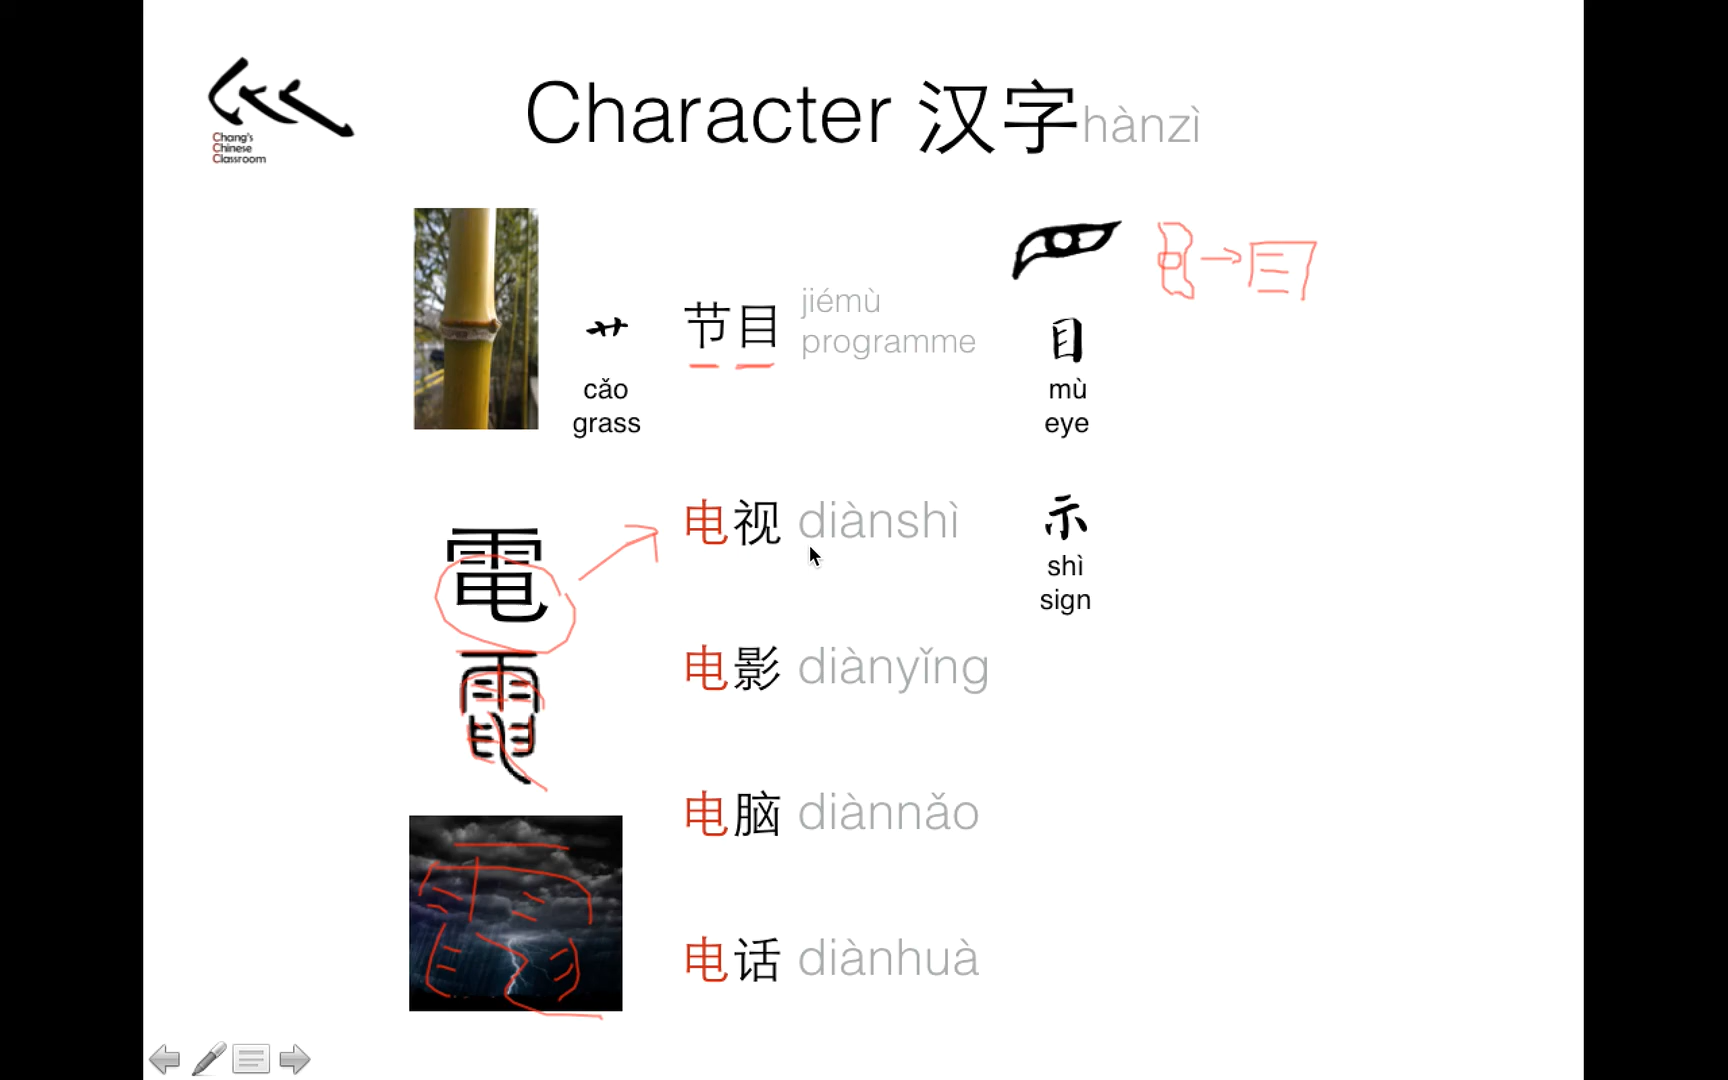 Chang's
Chinese
Classroom
Character 汉字hànzì
艹
cǎo
grass
节目
jiémù
programme
目
mù
eye
電
电视 diànshì
示
shì
sign
電
电影 diànyǐng
电脑 diànnǎo
电话 diànhuà